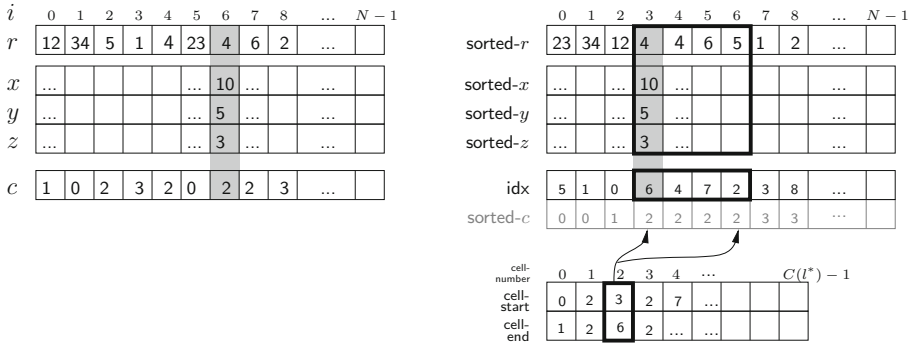 i 0 1 2 3 4 5 6 7 8 ... N − 1
r 12 34 5 1 4 23 4 6 2 ...
x ... ... 10 ...
y ... ... 5 ...
z ... ... 3 ...
c 1 0 2 3 2 0 2 2 3 ...
0 1 2 3 4 5 6 7 8 ... N − 1
sorted-r 23 34 12 4 4 6 5 1 2 ...
sorted-x ... 10 ...
sorted-y ... 5 ...
sorted-z ... 3 ...
idx 5 1 0 6 4 7 2 3 8 ...
sorted-c 0 0 1 2 2 2 2 3 3 ...
cell-
number 0 1 2 3 4 ... C(l*) − 1
cell-
start 0 2 3 2 7 ...
cell-
end 1 2 6 2 ... ...